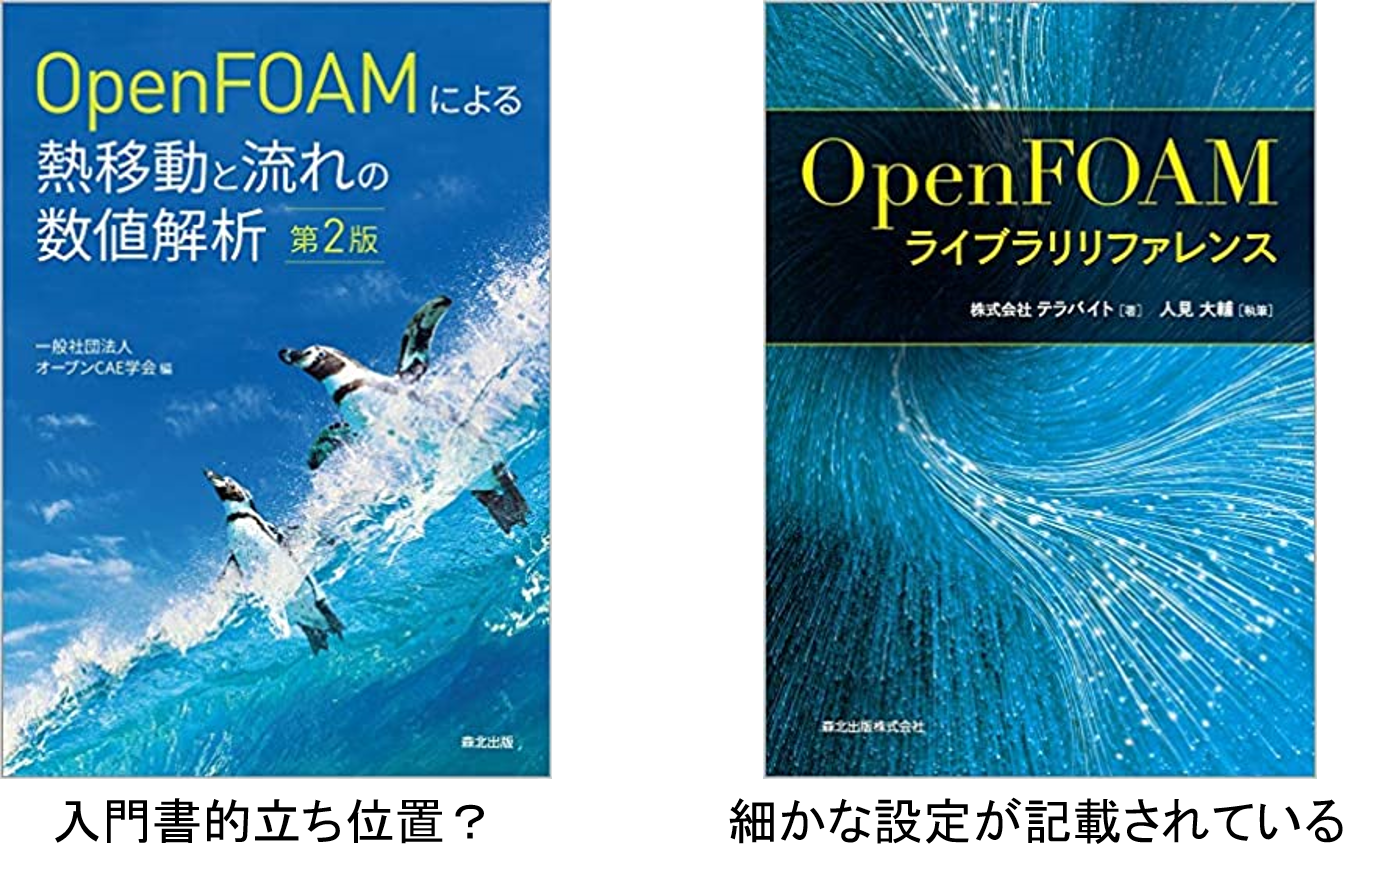 OpenFOAMによる
熱移動と流れの
数値解析 第2版
一般社団法人
オープンCAE学会 編
森北出版
入門書的立ち位置？
OpenFOAM
ライブラリリファレンス
株式会社 テラバイト［著］ 人見 大輔［執筆］
森北出版株式会社
細かな設定が記載されている